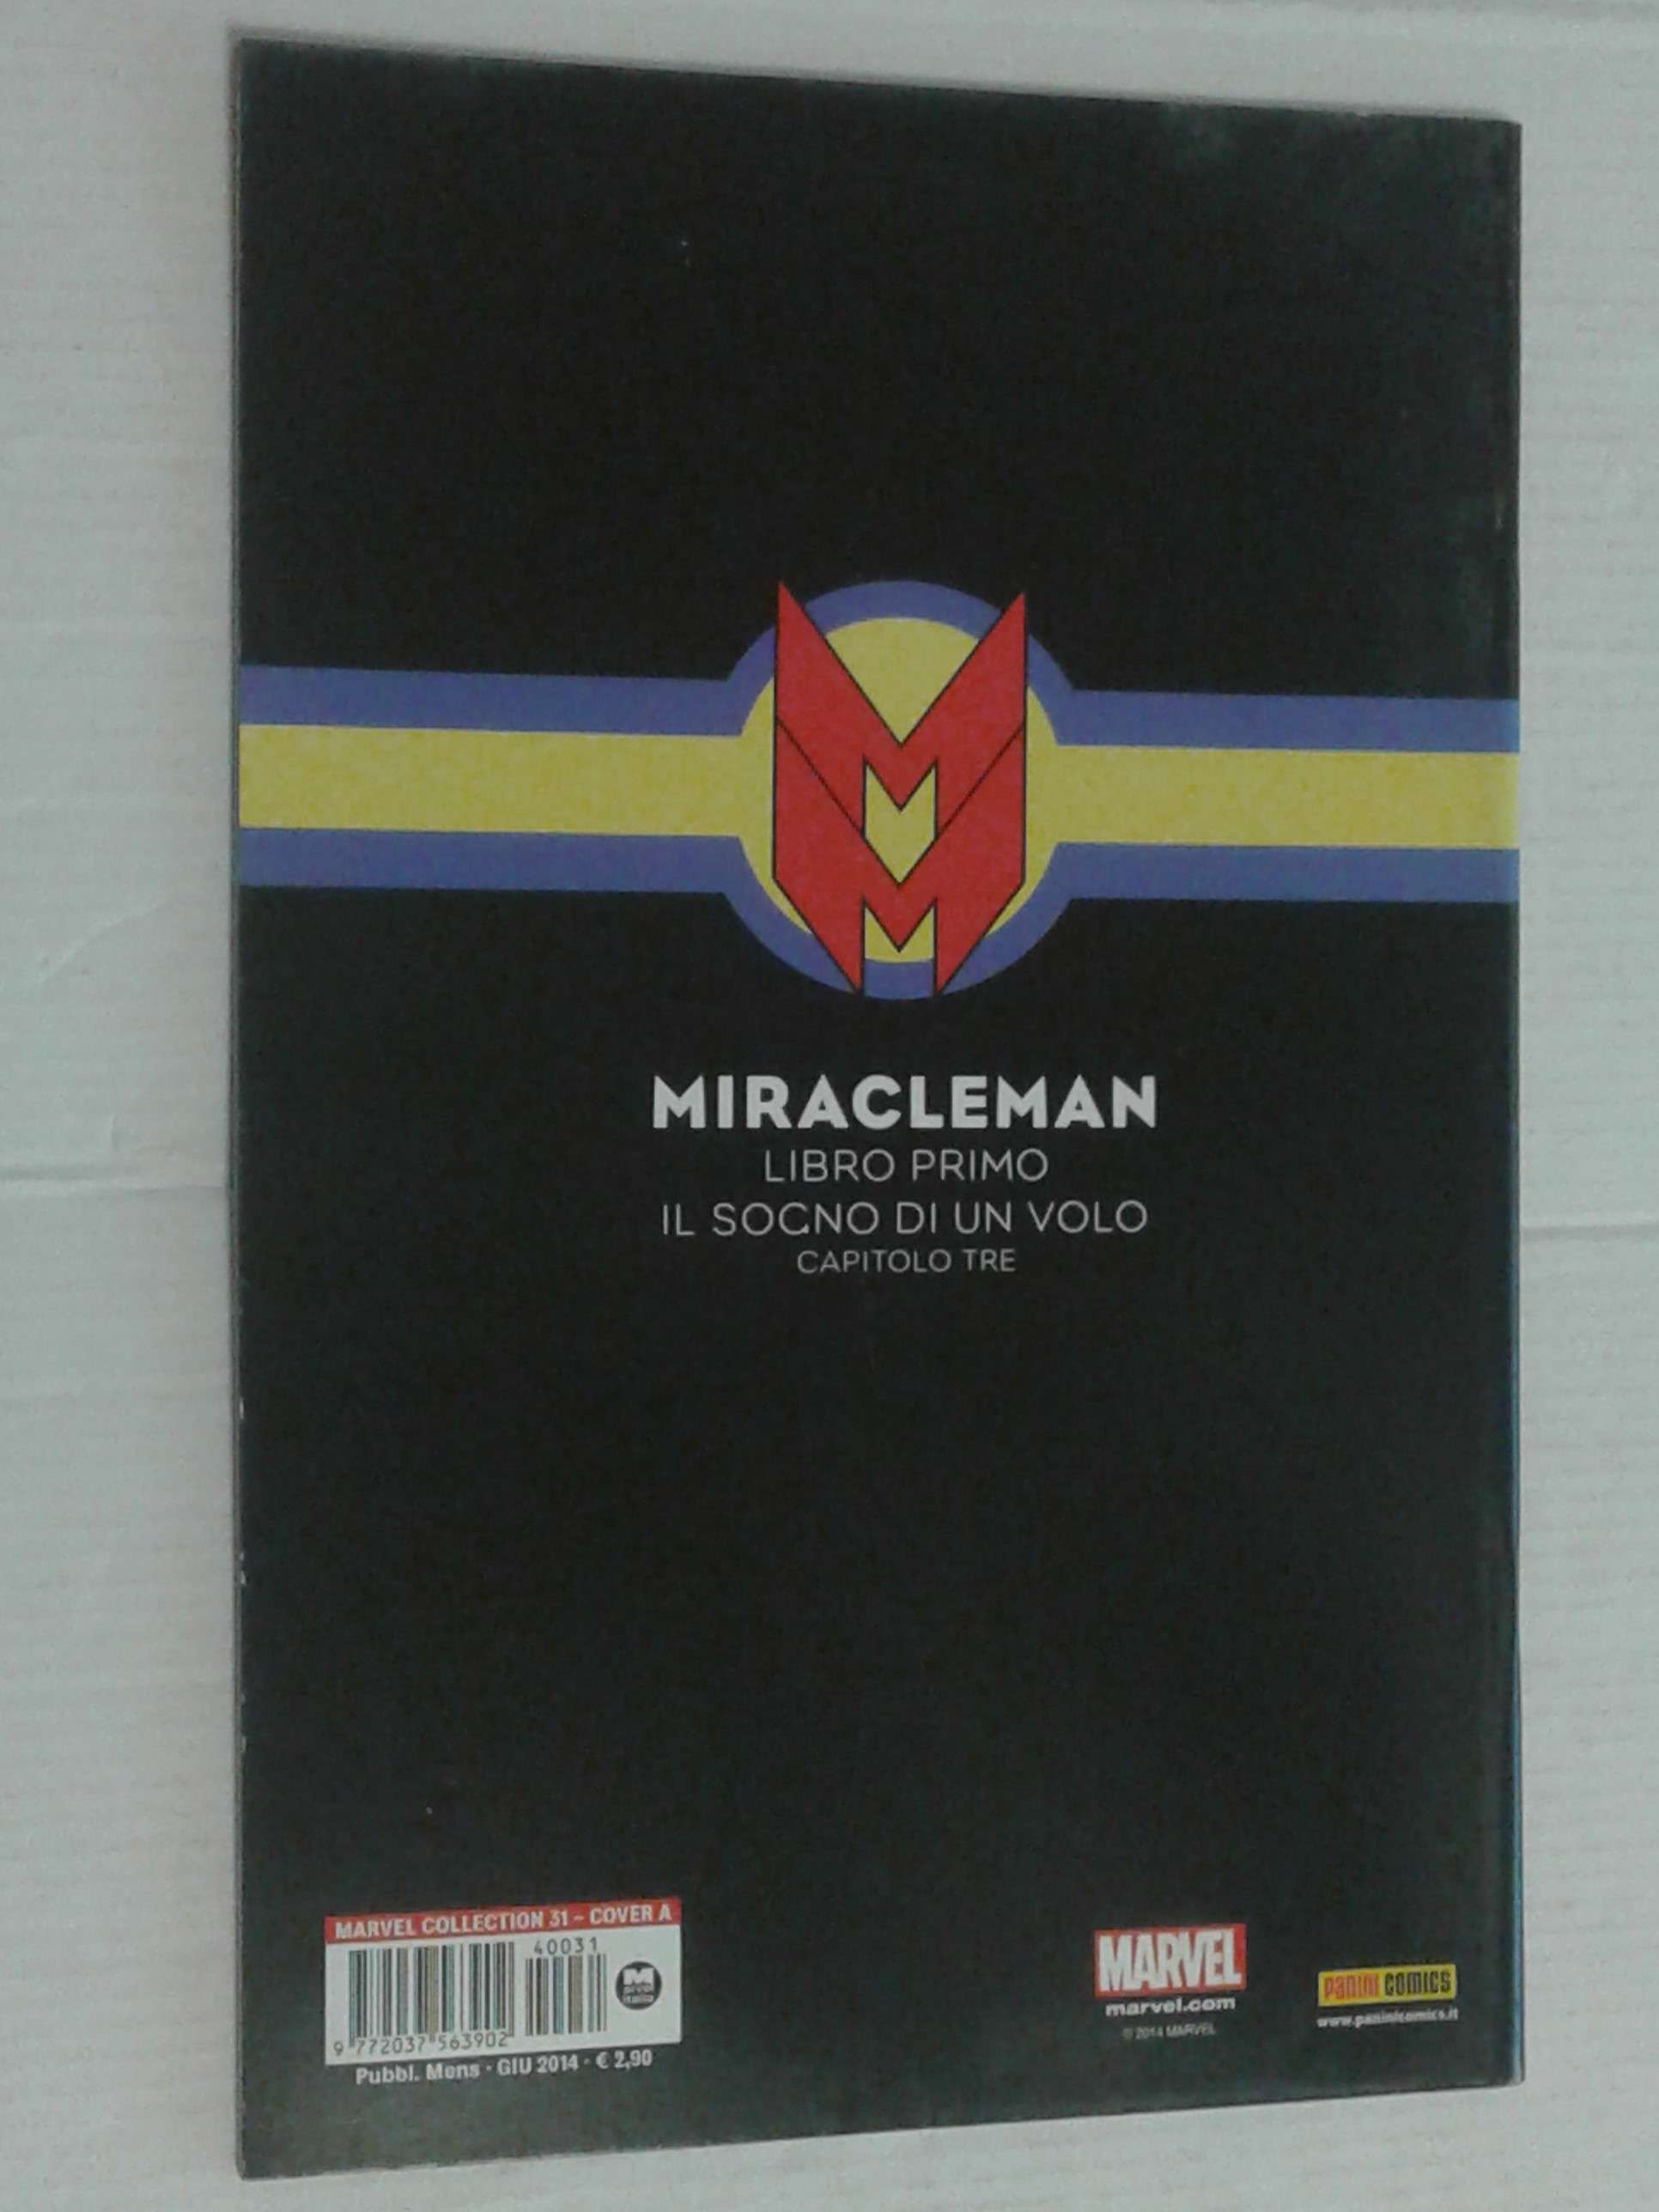 MIRACLEMAN
LIBRO PRIMO
IL SOGNO DI UN VOLO
CAPITOLO TRE
MARVEL COLLECTION 31 - COVER A
40031
9 772037 563902
Pubbl. Mens · GIU 2014 · € 2,90
MARVEL
marvel.com
© 2014 MARVEL
PANINI COMICS
www.paninicomics.it